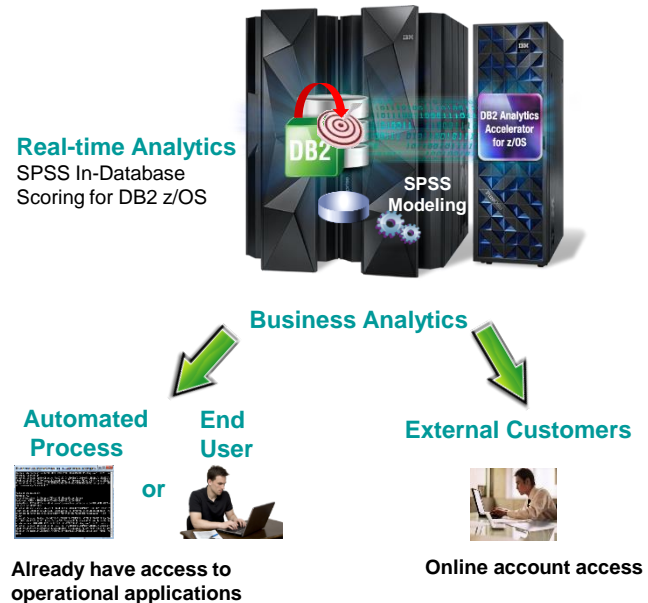 IBM
IBM
DB2 Analytics
Accelerator
for z/OS
DB2
Real-time Analytics
SPSS In-Database
Scoring for DB2 z/OS
SPSS
Modeling
Business Analytics
Automated
Process
End
User
or
External Customers
Already have access to
operational applications
Online account access